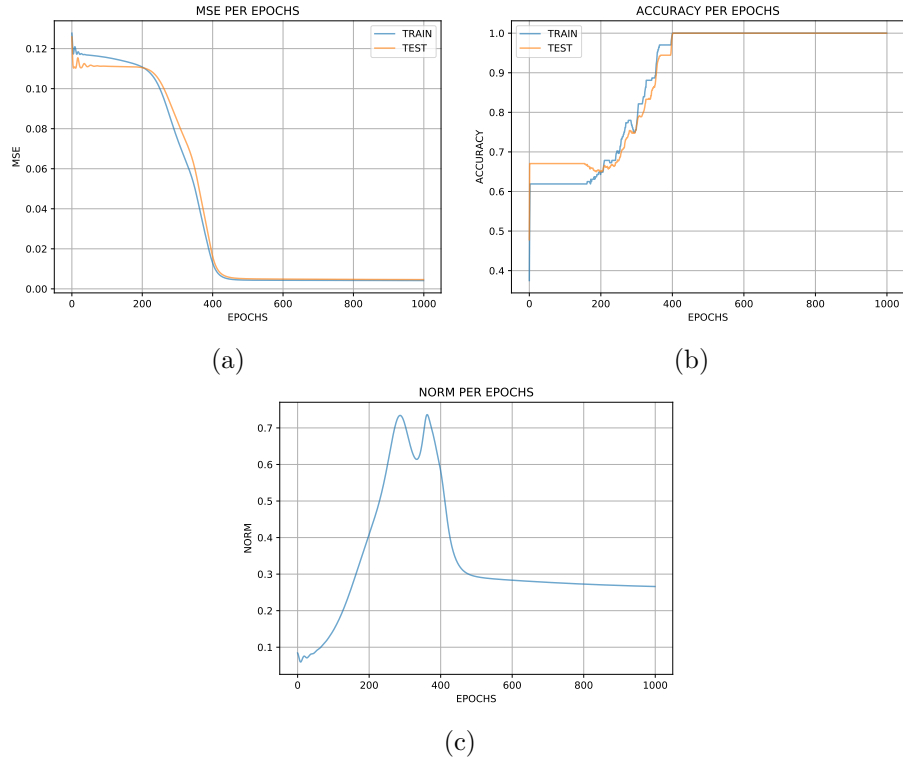 MSE PER EPOCHS
TRAIN
TEST
0.12
0.10
0.08
0.06
0.04
0.02
0.00
MSE
0 200 400 600 800 1000
EPOCHS
(a)
ACCURACY PER EPOCHS
TRAIN
TEST
1.0
0.9
0.8
0.7
0.6
0.5
0.4
ACCURACY
0 200 400 600 800 1000
EPOCHS
(b)
NORM PER EPOCHS
0.7
0.6
0.5
0.4
0.3
0.2
0.1
NORM
0 200 400 600 800 1000
EPOCHS
(c)